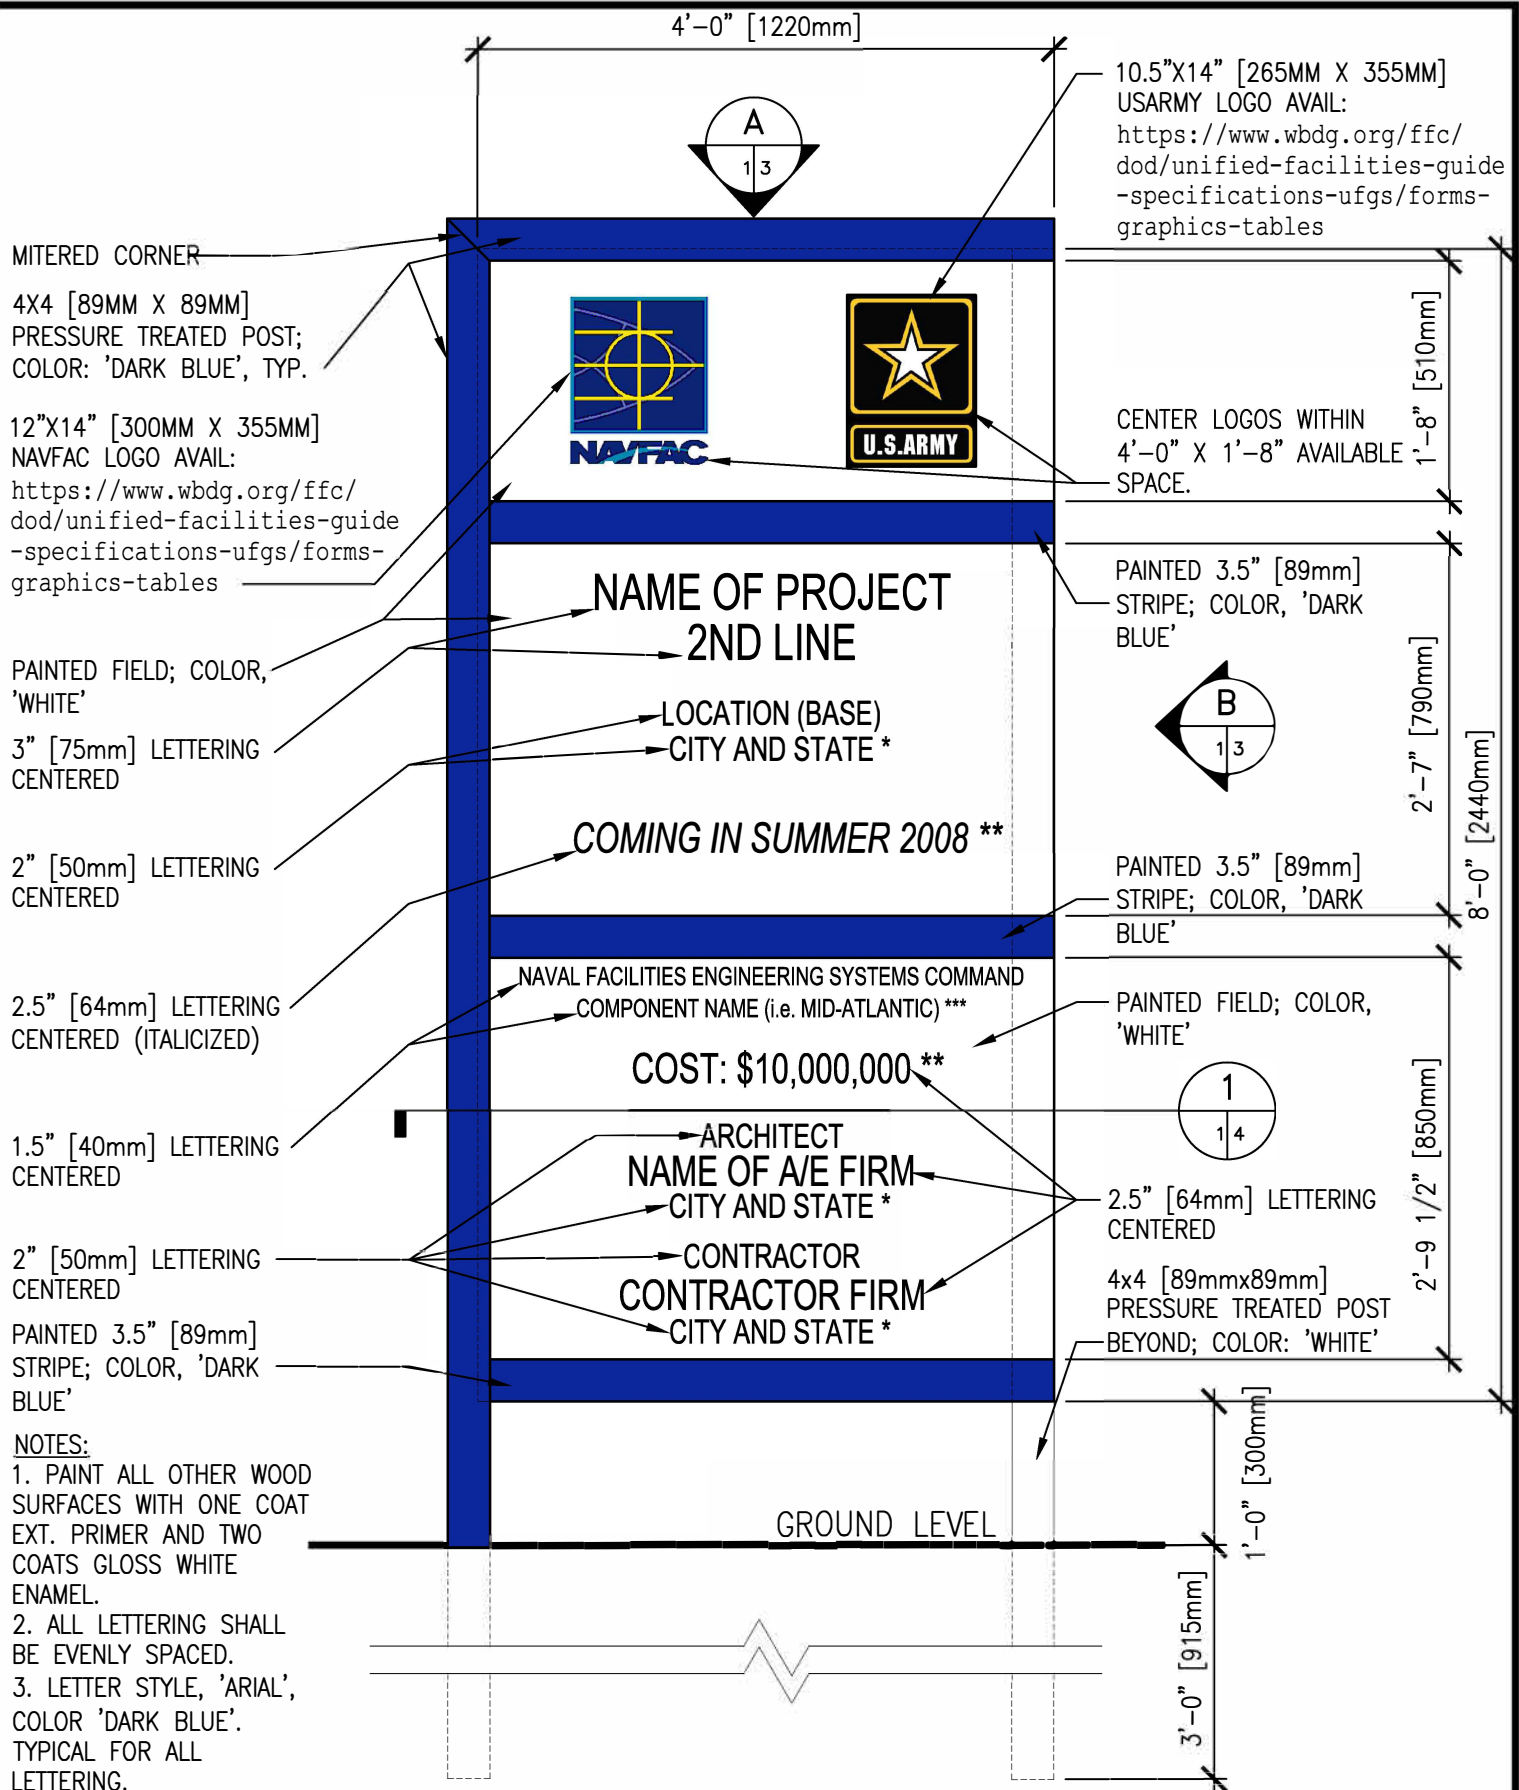 4'-0" [1220mm]
A
1 3
10.5"X14" [265MM X 355MM]
USARMY LOGO AVAIL:
https://www.wbdg.org/ffc/
dod/unified-facilities-guide
-specifications-ufgs/forms-
graphics-tables
MITERED CORNER
4X4 [89MM X 89MM]
PRESSURE TREATED POST;
COLOR: 'DARK BLUE', TYP.
12"X14" [300MM X 355MM]
NAVFAC LOGO AVAIL:
https://www.wbdg.org/ffc/
dod/unified-facilities-guide
-specifications-ufgs/forms-
graphics-tables
NAVFAC
U.S.ARMY
CENTER LOGOS WITHIN
4'-0" X 1'-8" AVAILABLE
SPACE.
1'-8" [510mm]
PAINTED FIELD; COLOR,
'WHITE'
3" [75mm] LETTERING
CENTERED
2" [50mm] LETTERING
CENTERED
2.5" [64mm] LETTERING
CENTERED (ITALICIZED)
1.5" [40mm] LETTERING
CENTERED
2" [50mm] LETTERING
CENTERED
PAINTED 3.5" [89mm]
STRIPE; COLOR, 'DARK
BLUE'
NAME OF PROJECT
2ND LINE
LOCATION (BASE)
CITY AND STATE *
COMING IN SUMMER 2008 **
NAVAL FACILITIES ENGINEERING SYSTEMS COMMAND
COMPONENT NAME (i.e. MID-ATLANTIC) ***
COST: $10,000,000 **
ARCHITECT
NAME OF A/E FIRM
CITY AND STATE *
CONTRACTOR
CONTRACTOR FIRM
CITY AND STATE *
PAINTED 3.5" [89mm]
STRIPE; COLOR, 'DARK
BLUE'
B
1 3
2'-7" [790mm]
8'-0" [2440mm]
PAINTED 3.5" [89mm]
STRIPE; COLOR, 'DARK
BLUE'
PAINTED FIELD; COLOR,
'WHITE'
1
1 4
2'-9 1/2" [850mm]
2.5" [64mm] LETTERING
CENTERED
4x4 [89mmx89mm]
PRESSURE TREATED POST
BEYOND; COLOR: 'WHITE'
1'-0" [300mm]
GROUND LEVEL
3'-0" [915mm]
NOTES:
1. PAINT ALL OTHER WOOD
SURFACES WITH ONE COAT
EXT. PRIMER AND TWO
COATS GLOSS WHITE
ENAMEL.
2. ALL LETTERING SHALL
BE EVENLY SPACED.
3. LETTER STYLE, 'ARIAL',
COLOR 'DARK BLUE'.
TYPICAL FOR ALL
LETTERING.